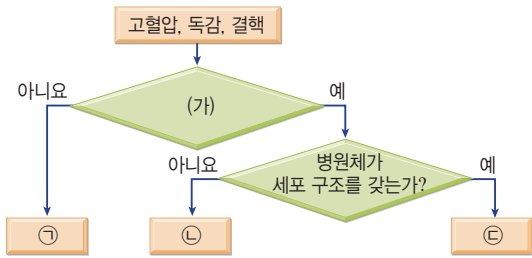 고혈압, 독감, 결핵
아니요
(가)
예
아니요
병원체가
세포 구조를 갖는가?
예
㉠
㉡
㉢